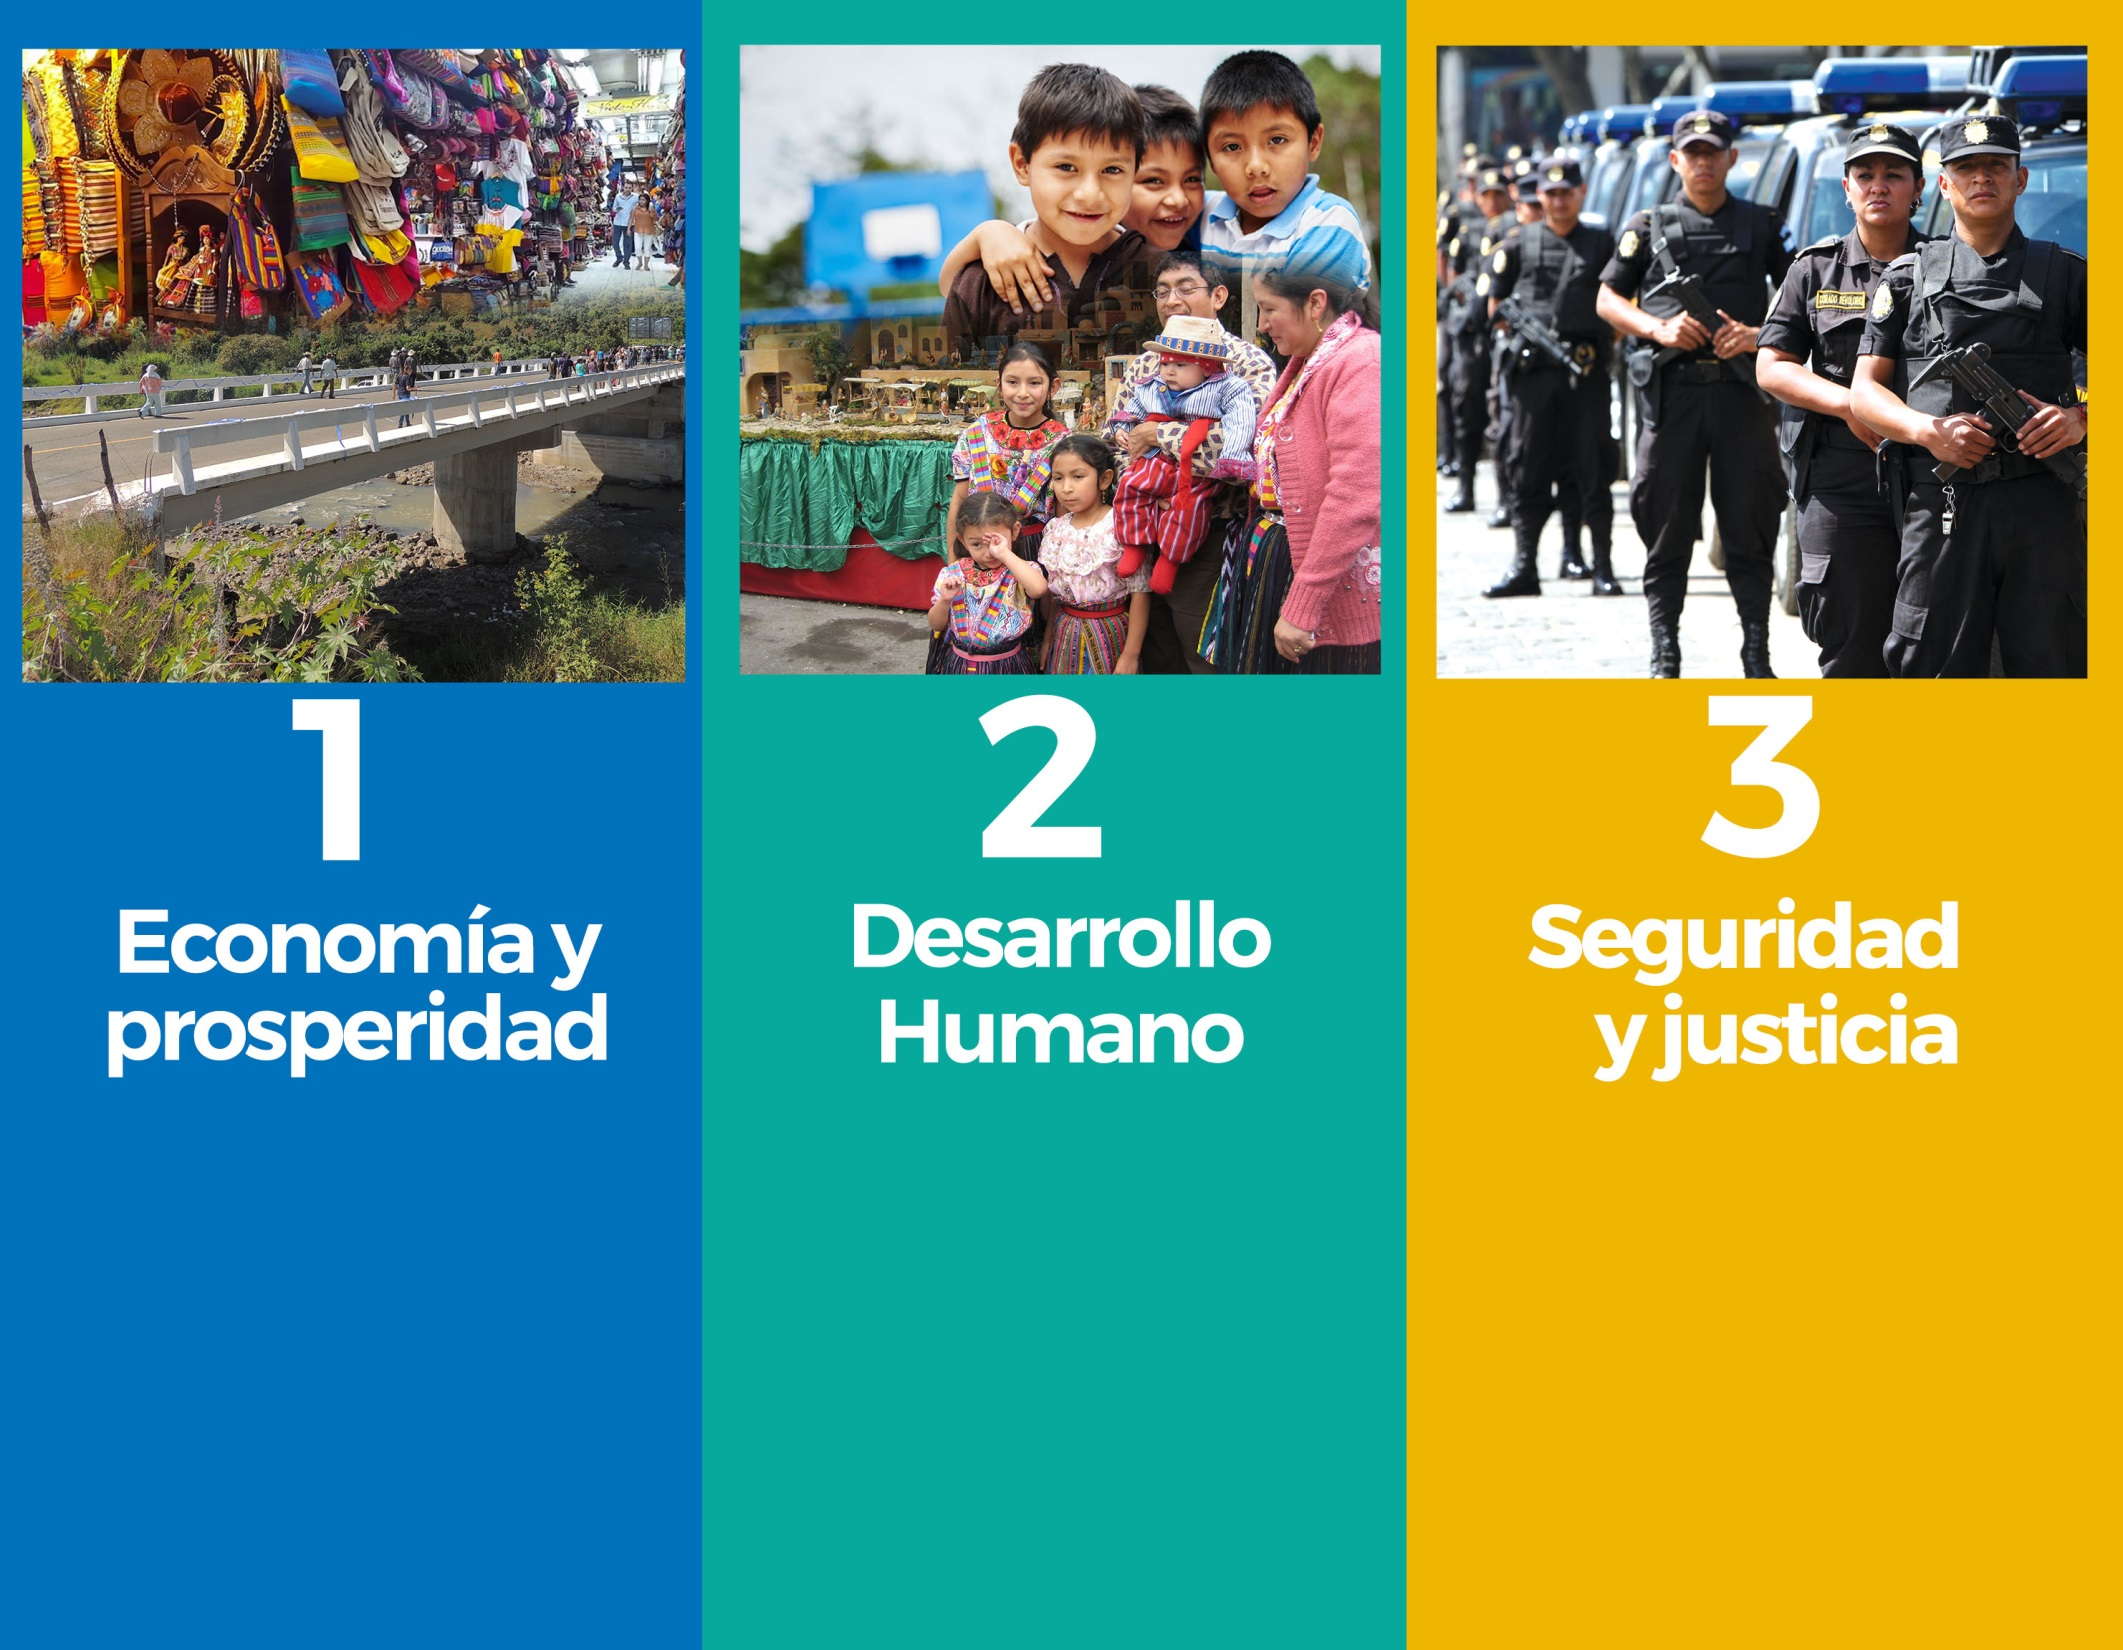 1
Economía y
prosperidad
2
Desarrollo
Humano
3
Seguridad
y justicia